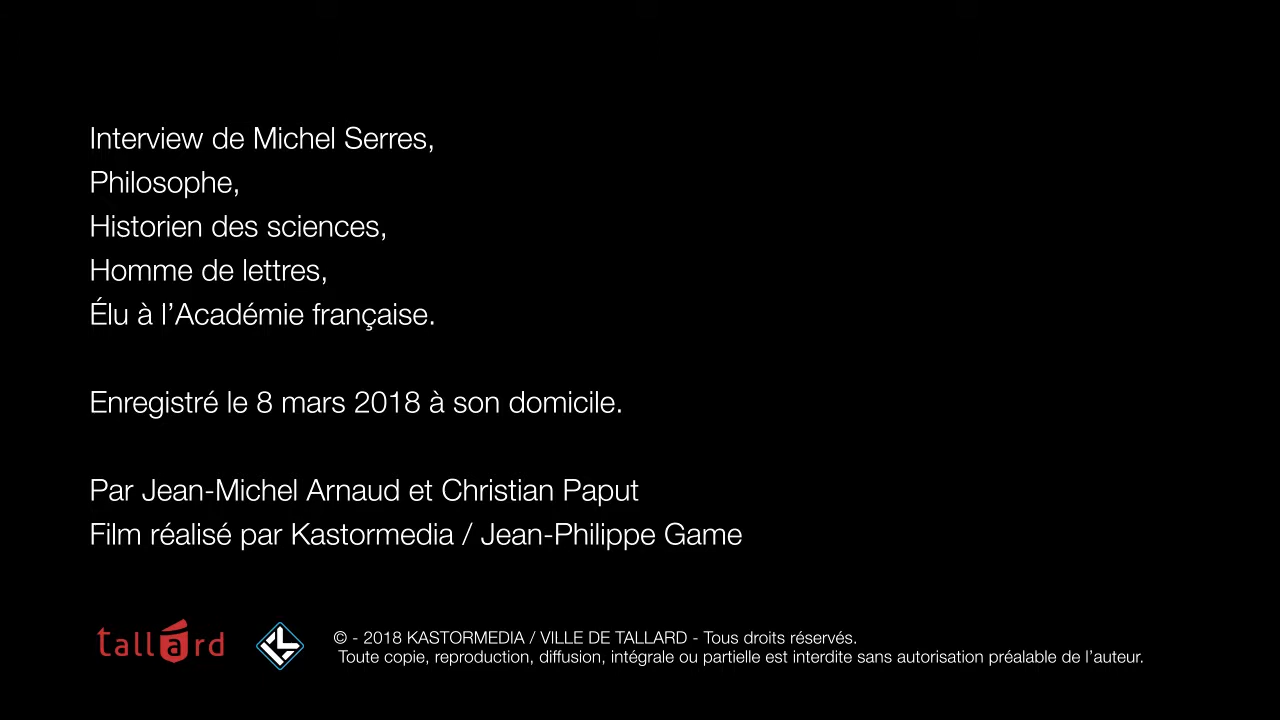 Interview de Michel Serres,
Philosophe,
Historien des sciences,
Homme de lettres,
Élu à l’Académie française.
Enregistré le 8 mars 2018 à son domicile.
Par Jean-Michel Arnaud et Christian Paput
Film réalisé par Kastormedia / Jean-Philippe Game
tallard
© - 2018 KASTORMEDIA / VILLE DE TALLARD - Tous droits réservés.
Toute copie, reproduction, diffusion, intégrale ou partielle est interdite sans autorisation préalable de l’auteur.